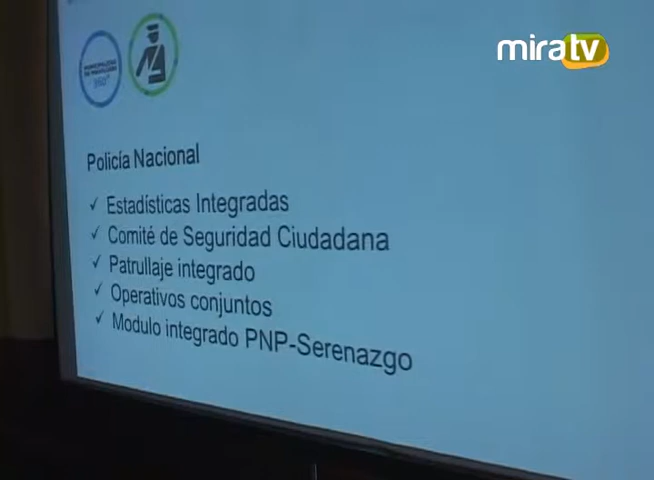 miratv
Policía Nacional
✓ Estadísticas Integradas
✓ Comité de Seguridad Ciudadana
✓ Patrullaje integrado
✓ Operativos conjuntos
✓ Modulo integrado PNP-Serenazgo